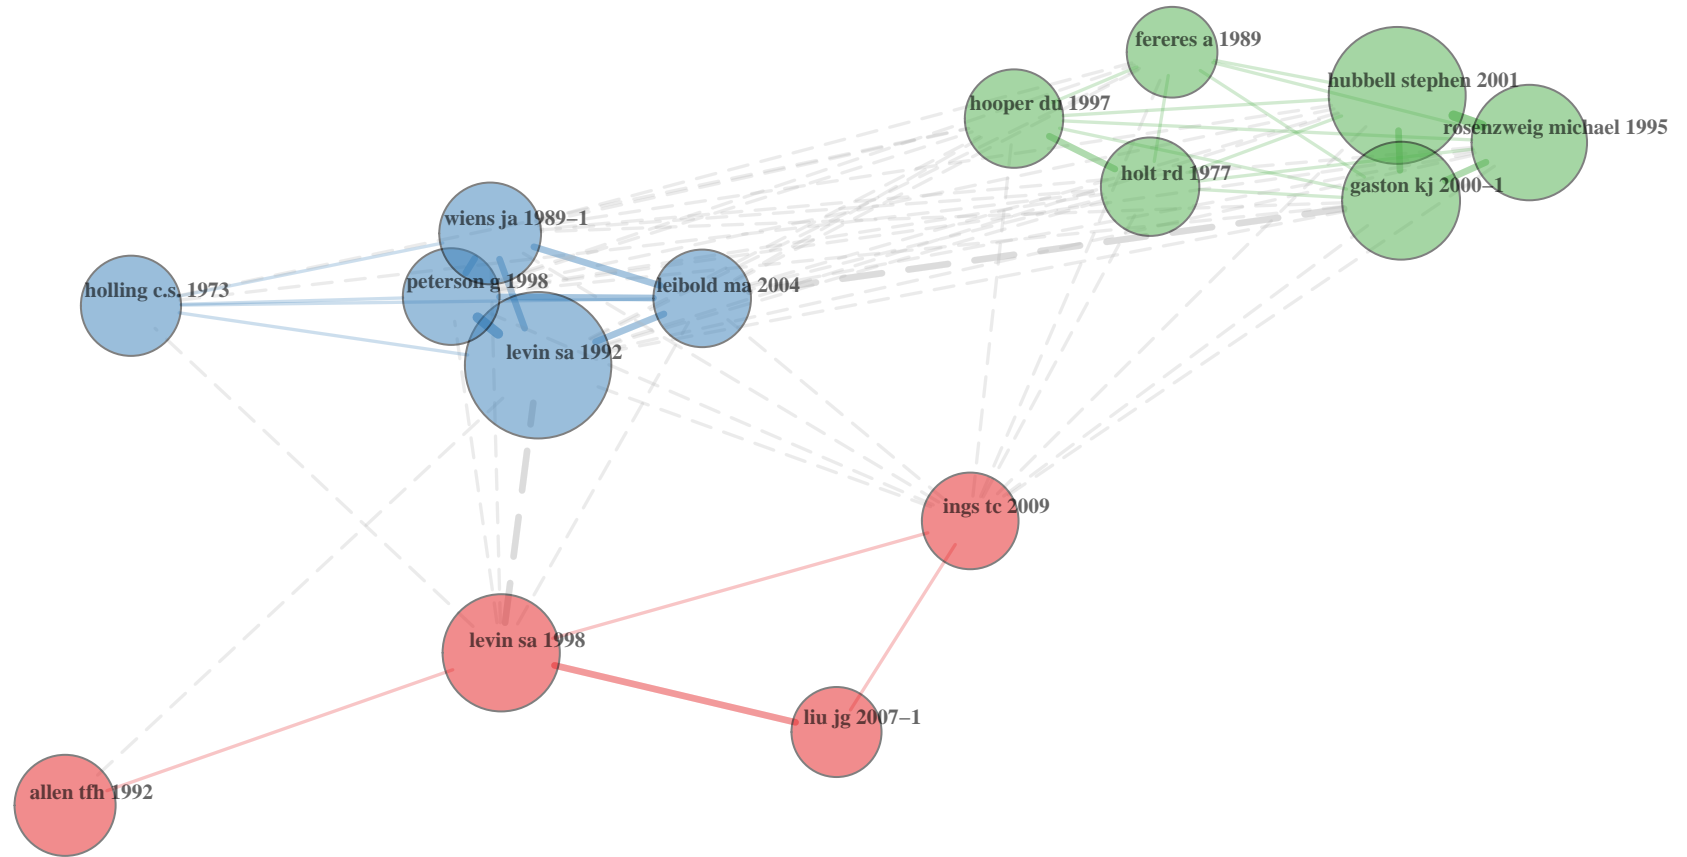 fereres a 1989
hubbell stephen 2001
hooper du 1997
rosenzweig michael 1995
holt rd 1977
gaston kj 2000−1
wiens ja 1989−1
peterson g 1998
leibold ma 2004
holling c.s. 1973
levin sa 1992
ings tc 2009
levin sa 1998
liu jg 2007−1
allen tfh 1992